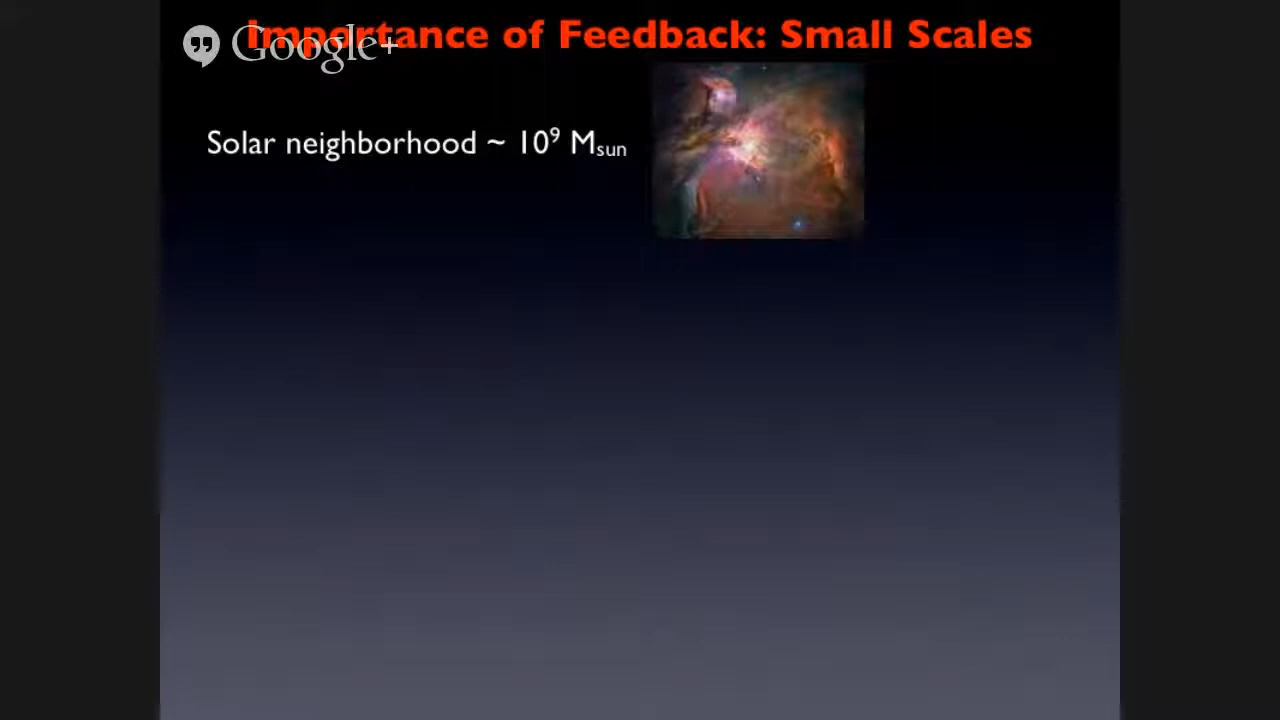 Importance of Feedback: Small Scales
Google+
Solar neighborhood ~ 10⁹ Msun